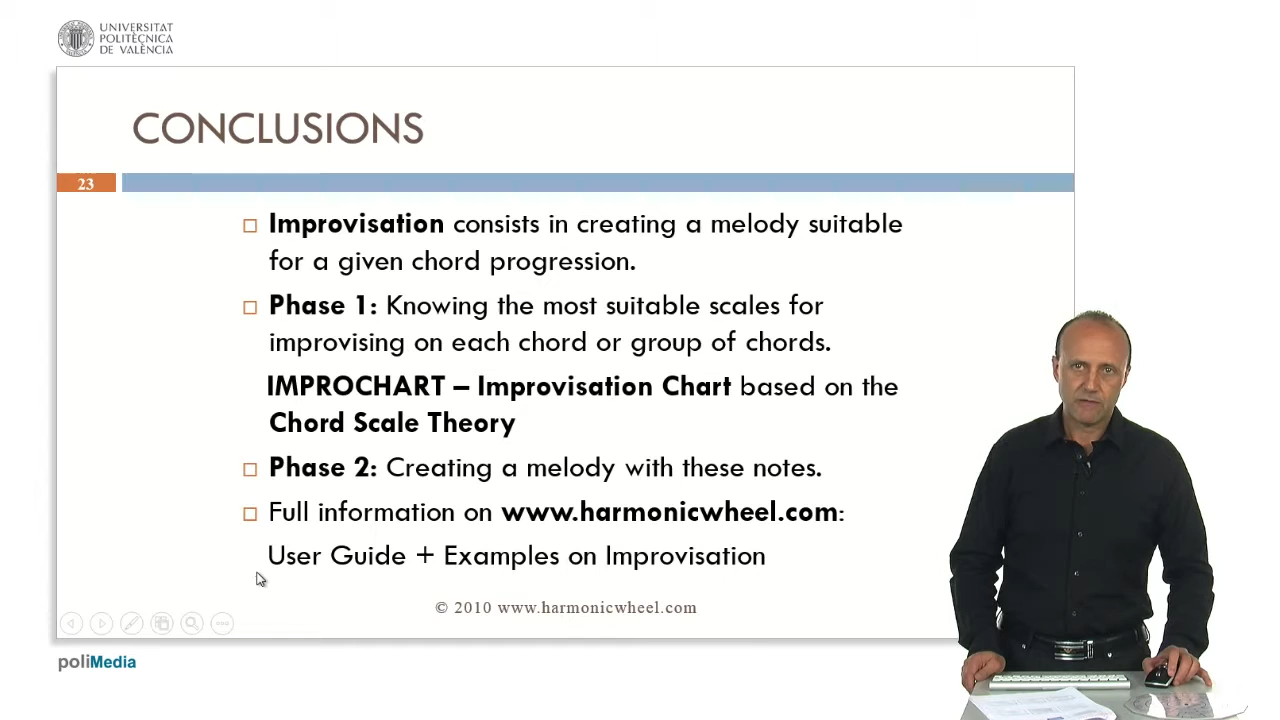 UNIVERSITAT
POLITÈCNICA
DE VALÈNCIA
CONCLUSIONS
23
Improvisation consists in creating a melody suitable
for a given chord progression.
Phase 1: Knowing the most suitable scales for
improvising on each chord or group of chords.
IMPROCHART – Improvisation Chart based on the
Chord Scale Theory
Phase 2: Creating a melody with these notes.
Full information on www.harmonicwheel.com:
User Guide + Examples on Improvisation
© 2010 www.harmonicwheel.com
poliMedia